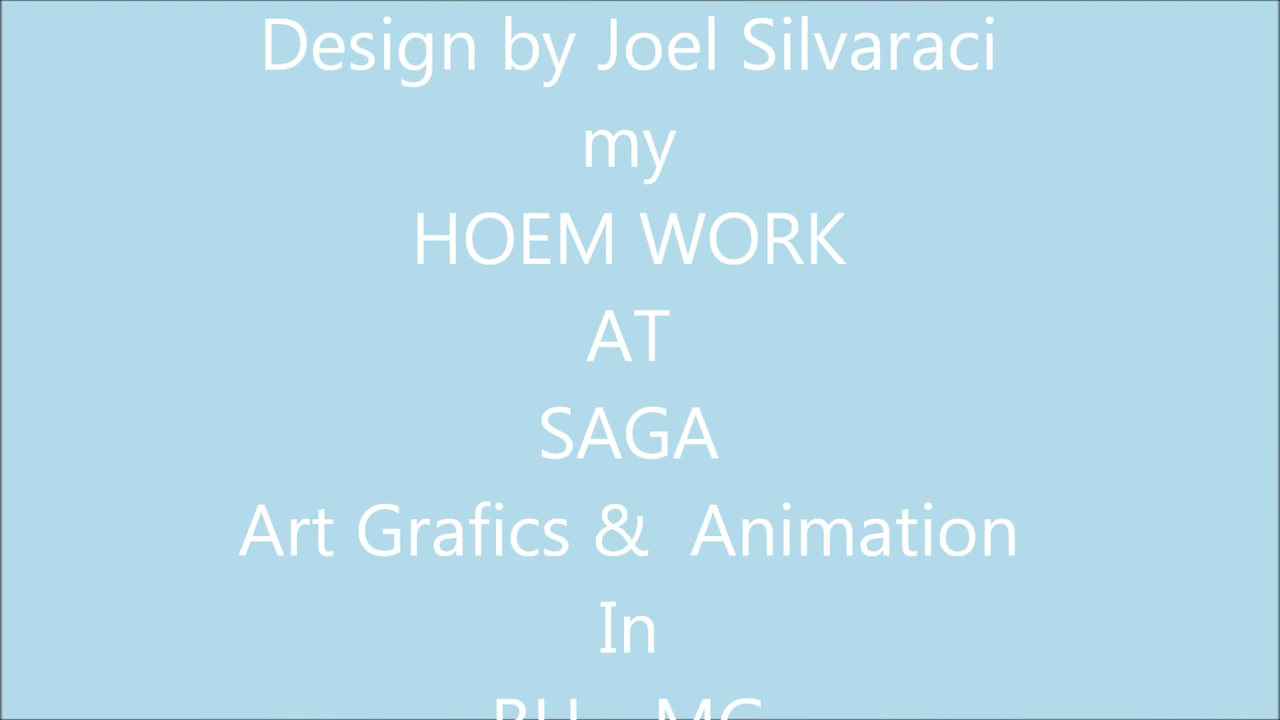 Design by Joel Silvaraci
my
HOEM WORK
AT
SAGA
Art Grafics & Animation
In